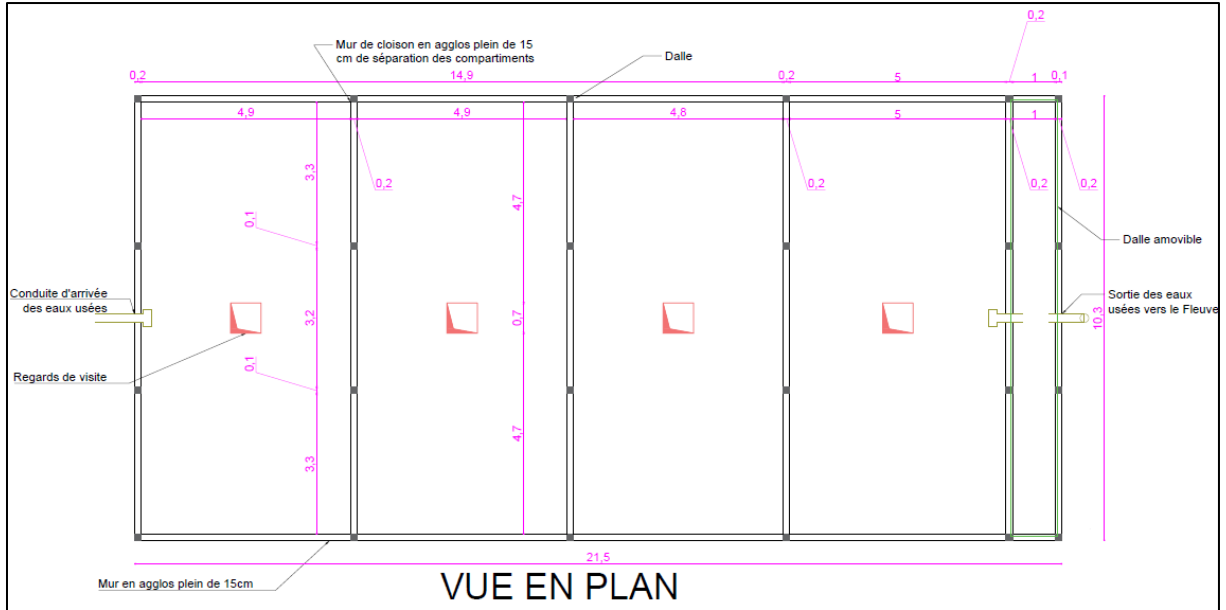 0,2
Mur de cloison en agglos plein de 15
cm de séparation des compartiments
Dalle
0,2
14,9
0,2
5
1
0,1
4,9
4,9
4,8
5
1
0,2
0,2
0,2
0,2
3,3
4,7
0,1
Dalle amovible
Conduite d'arrivée
des eaux usées
3,2
0,7
Sortie des eaux
usées vers le Fleuve
10,3
Regards de visite
0,1
3,3
4,7
21,5
Mur en agglos plein de 15cm
VUE EN PLAN